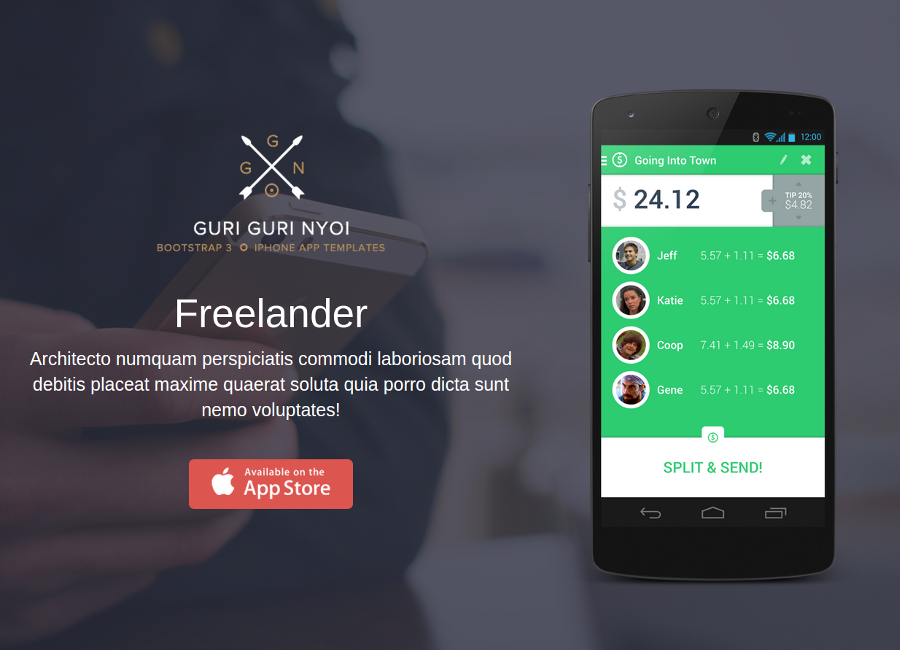 G
G N
GURI GURI NYOI
BOOTSTRAP 3 IPHONE APP TEMPLATES
Freelander
Architecto numquam perspiciatis commodi laboriosam quod
debitis placeat maxime quaerat soluta quia porro dicta sunt
nemo voluptates!
Available on the
App Store
12:00
Going Into Town
$ 24.12
+
TIP 20%
$4.82
Jeff 5.57 + 1.11 = $6.68
Katie 5.57 + 1.11 = $6.68
Coop 7.41 + 1.49 = $8.90
Gene 5.57 + 1.11 = $6.68
SPLIT & SEND!